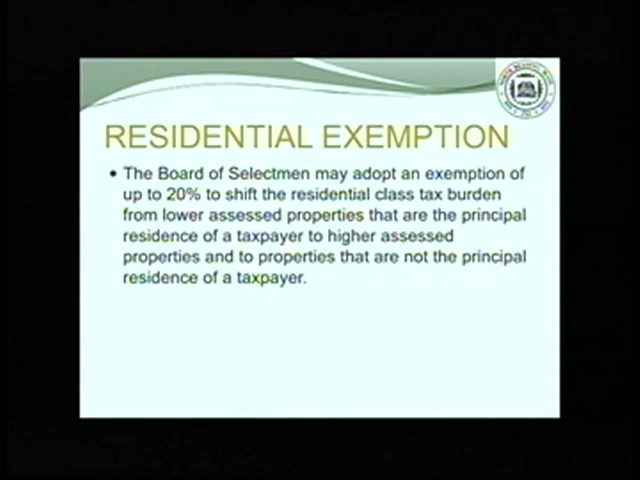 RESIDENTIAL EXEMPTION
• The Board of Selectmen may adopt an exemption of
up to 20% to shift the residential class tax burden
from lower assessed properties that are the principal
residence of a taxpayer to higher assessed
properties and to properties that are not the principal
residence of a taxpayer.